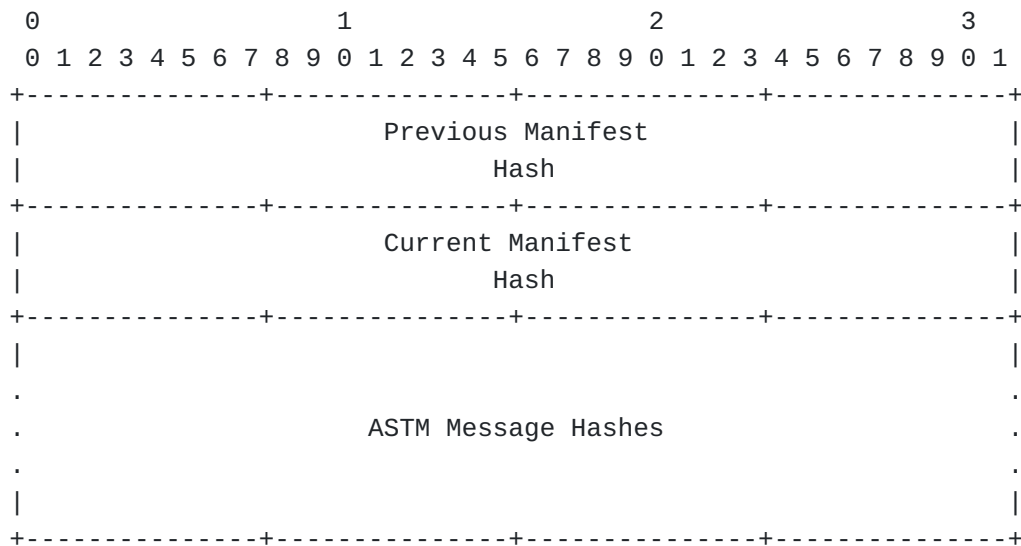 0                   1                   2                   3
 0 1 2 3 4 5 6 7 8 9 0 1 2 3 4 5 6 7 8 9 0 1 2 3 4 5 6 7 8 9 0 1
+---------------+---------------+---------------+---------------+
|                       Previous Manifest                       |
|                              Hash                             |
+---------------+---------------+---------------+---------------+
|                       Current Manifest                        |
|                              Hash                             |
+---------------+---------------+---------------+---------------+
|                                                               |
.                                                               .
.                      ASTM Message Hashes                      .
.                                                               .
|                                                               |
+---------------+---------------+---------------+---------------+